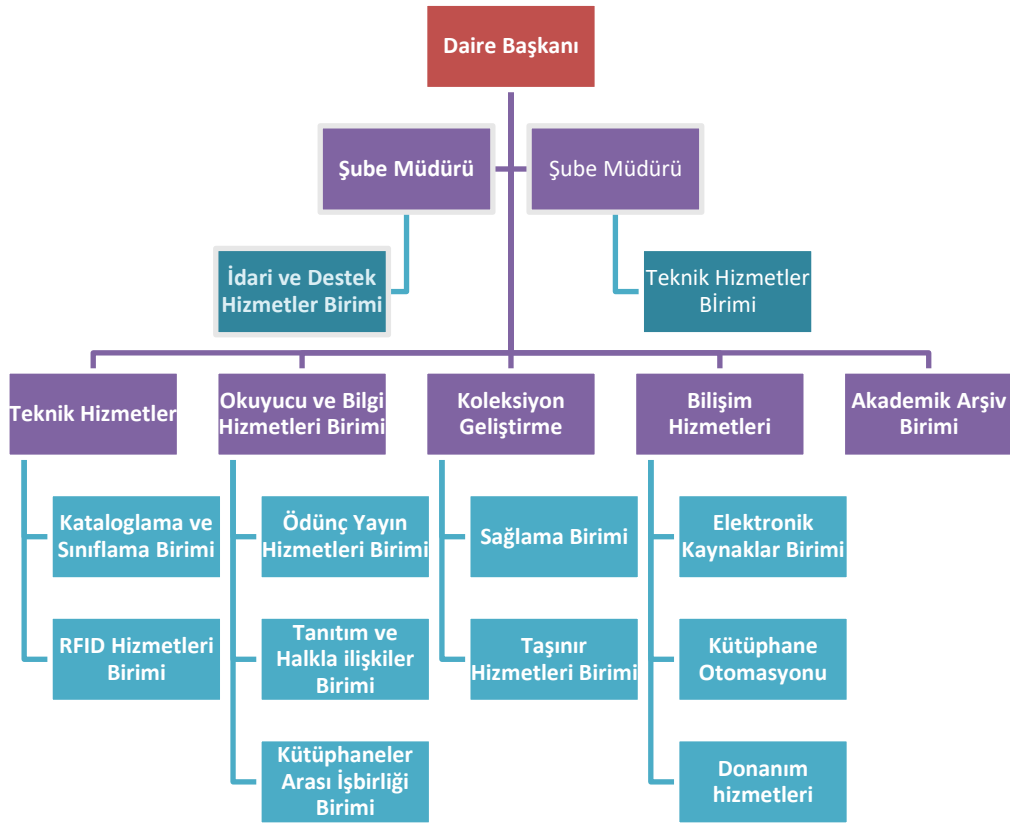 Daire Başkanı
Şube Müdürü
Şube Müdürü
İdari ve Destek
Hizmetler Birimi
Teknik Hizmetler
Bİrimi
Teknik Hizmetler
Okuyucu ve Bilgi
Hizmetleri Birimi
Koleksiyon
Geliştirme
Bilişim
Hizmetleri
Akademik Arşiv
Birimi
Kataloglama ve
Sınıflama Birimi
Ödünç Yayın
Hizmetleri Birimi
Sağlama Birimi
Elektronik
Kaynaklar Birimi
RFID Hizmetleri
Birimi
Tanıtım ve
Halkla ilişkiler
Birimi
Taşınır
Hizmetleri Birimi
Kütüphane
Otomasyonu
Kütüphaneler
Arası İşbirliği
Birimi
Donanım
hizmetleri